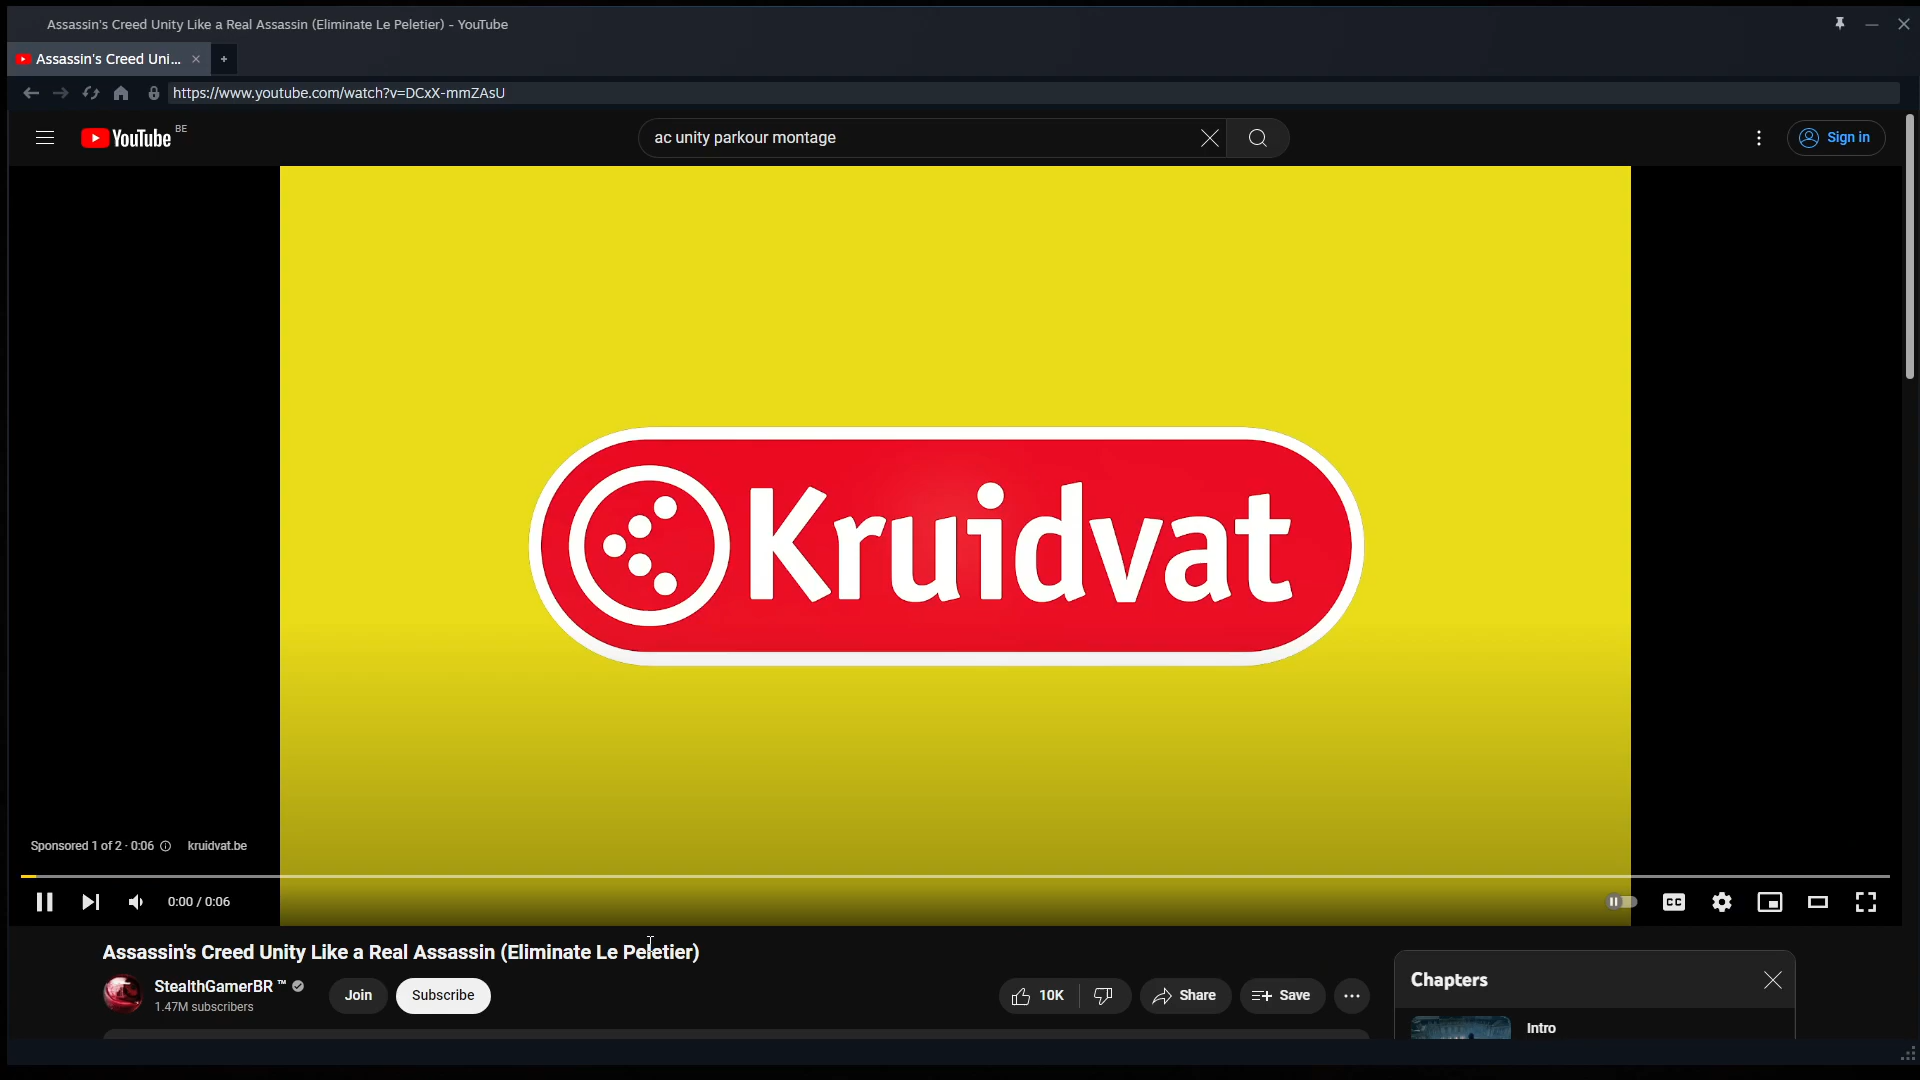 Assassin's Creed Unity Like a Real Assassin (Eliminate Le Peletier) - YouTube
Assassin's Creed Uni...
https://www.youtube.com/watch?v=DCxX-mmZAsU
YouTube BE
ac unity parkour montage
Sign in
Kruidvat
Sponsored 1 of 2 · 0:06 kruidvat.be
0:00 / 0:06
CC
Assassin's Creed Unity Like a Real Assassin (Eliminate Le Peletier)
StealthGamerBR ™
1.47M subscribers
Join
Subscribe
10K
Share
Save
Chapters
Intro